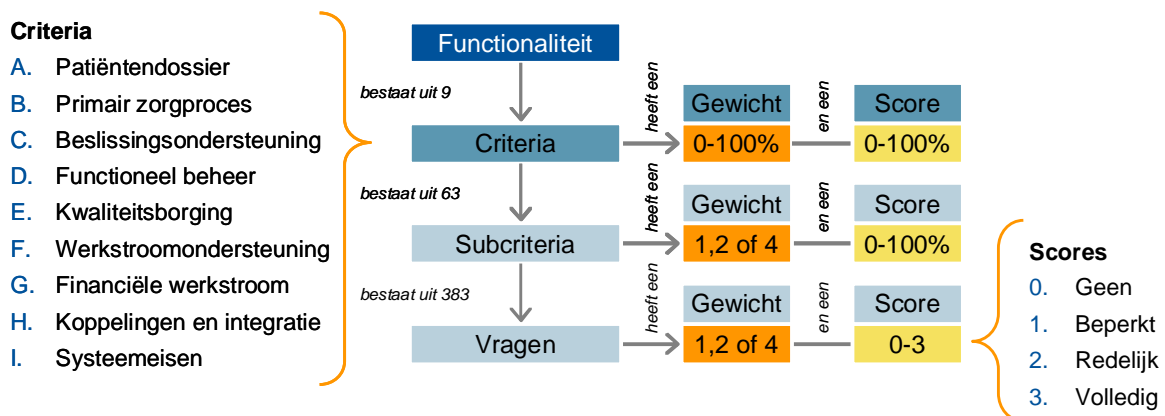 Criteria
A. Patiëntendossier
B. Primair zorgproces
C. Beslissingsondersteuning
D. Functioneel beheer
E. Kwaliteitsborging
F. Werkstroomondersteuning
G. Financiële werkstroom
H. Koppelingen en integratie
I. Systeemeisen
Functionaliteit
bestaat uit 9
Criteria
heeft een
Gewicht
0-100%
en een
Score
0-100%
bestaat uit 63
Subcriteria
heeft een
Gewicht
1,2 of 4
en een
Score
0-100%
bestaat uit 383
Vragen
heeft een
Gewicht
1,2 of 4
en een
Score
0-3
Scores
0. Geen
1. Beperkt
2. Redelijk
3. Volledig